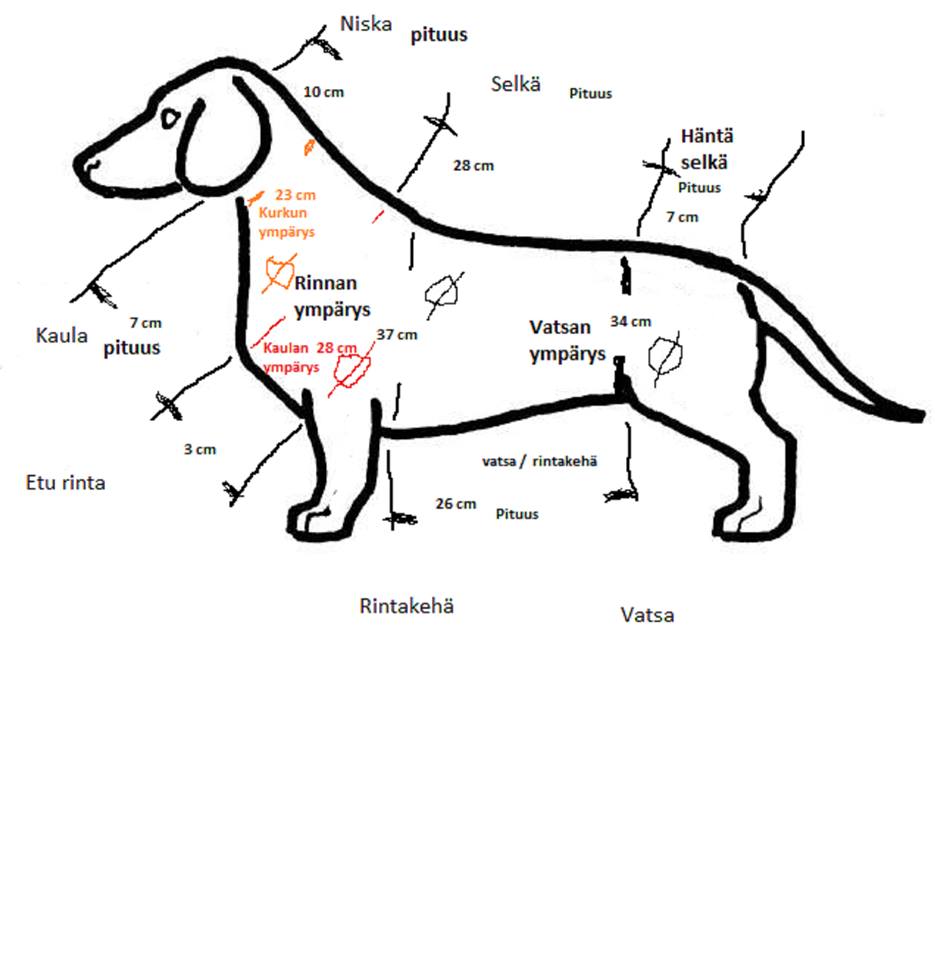 Niska pituus
10 cm
Selkä Pituus
28 cm
Häntä
selkä
Pituus
7 cm
23 cm
Kurkun
ympärys
Rinnan
ympärys
37 cm
Kaula pituus
7 cm
Kaulan 28 cm
ympärys
Vatsan
ympärys
34 cm
3 cm
Etu rinta
vatsa / rintakehä
26 cm Pituus
Rintakehä
Vatsa